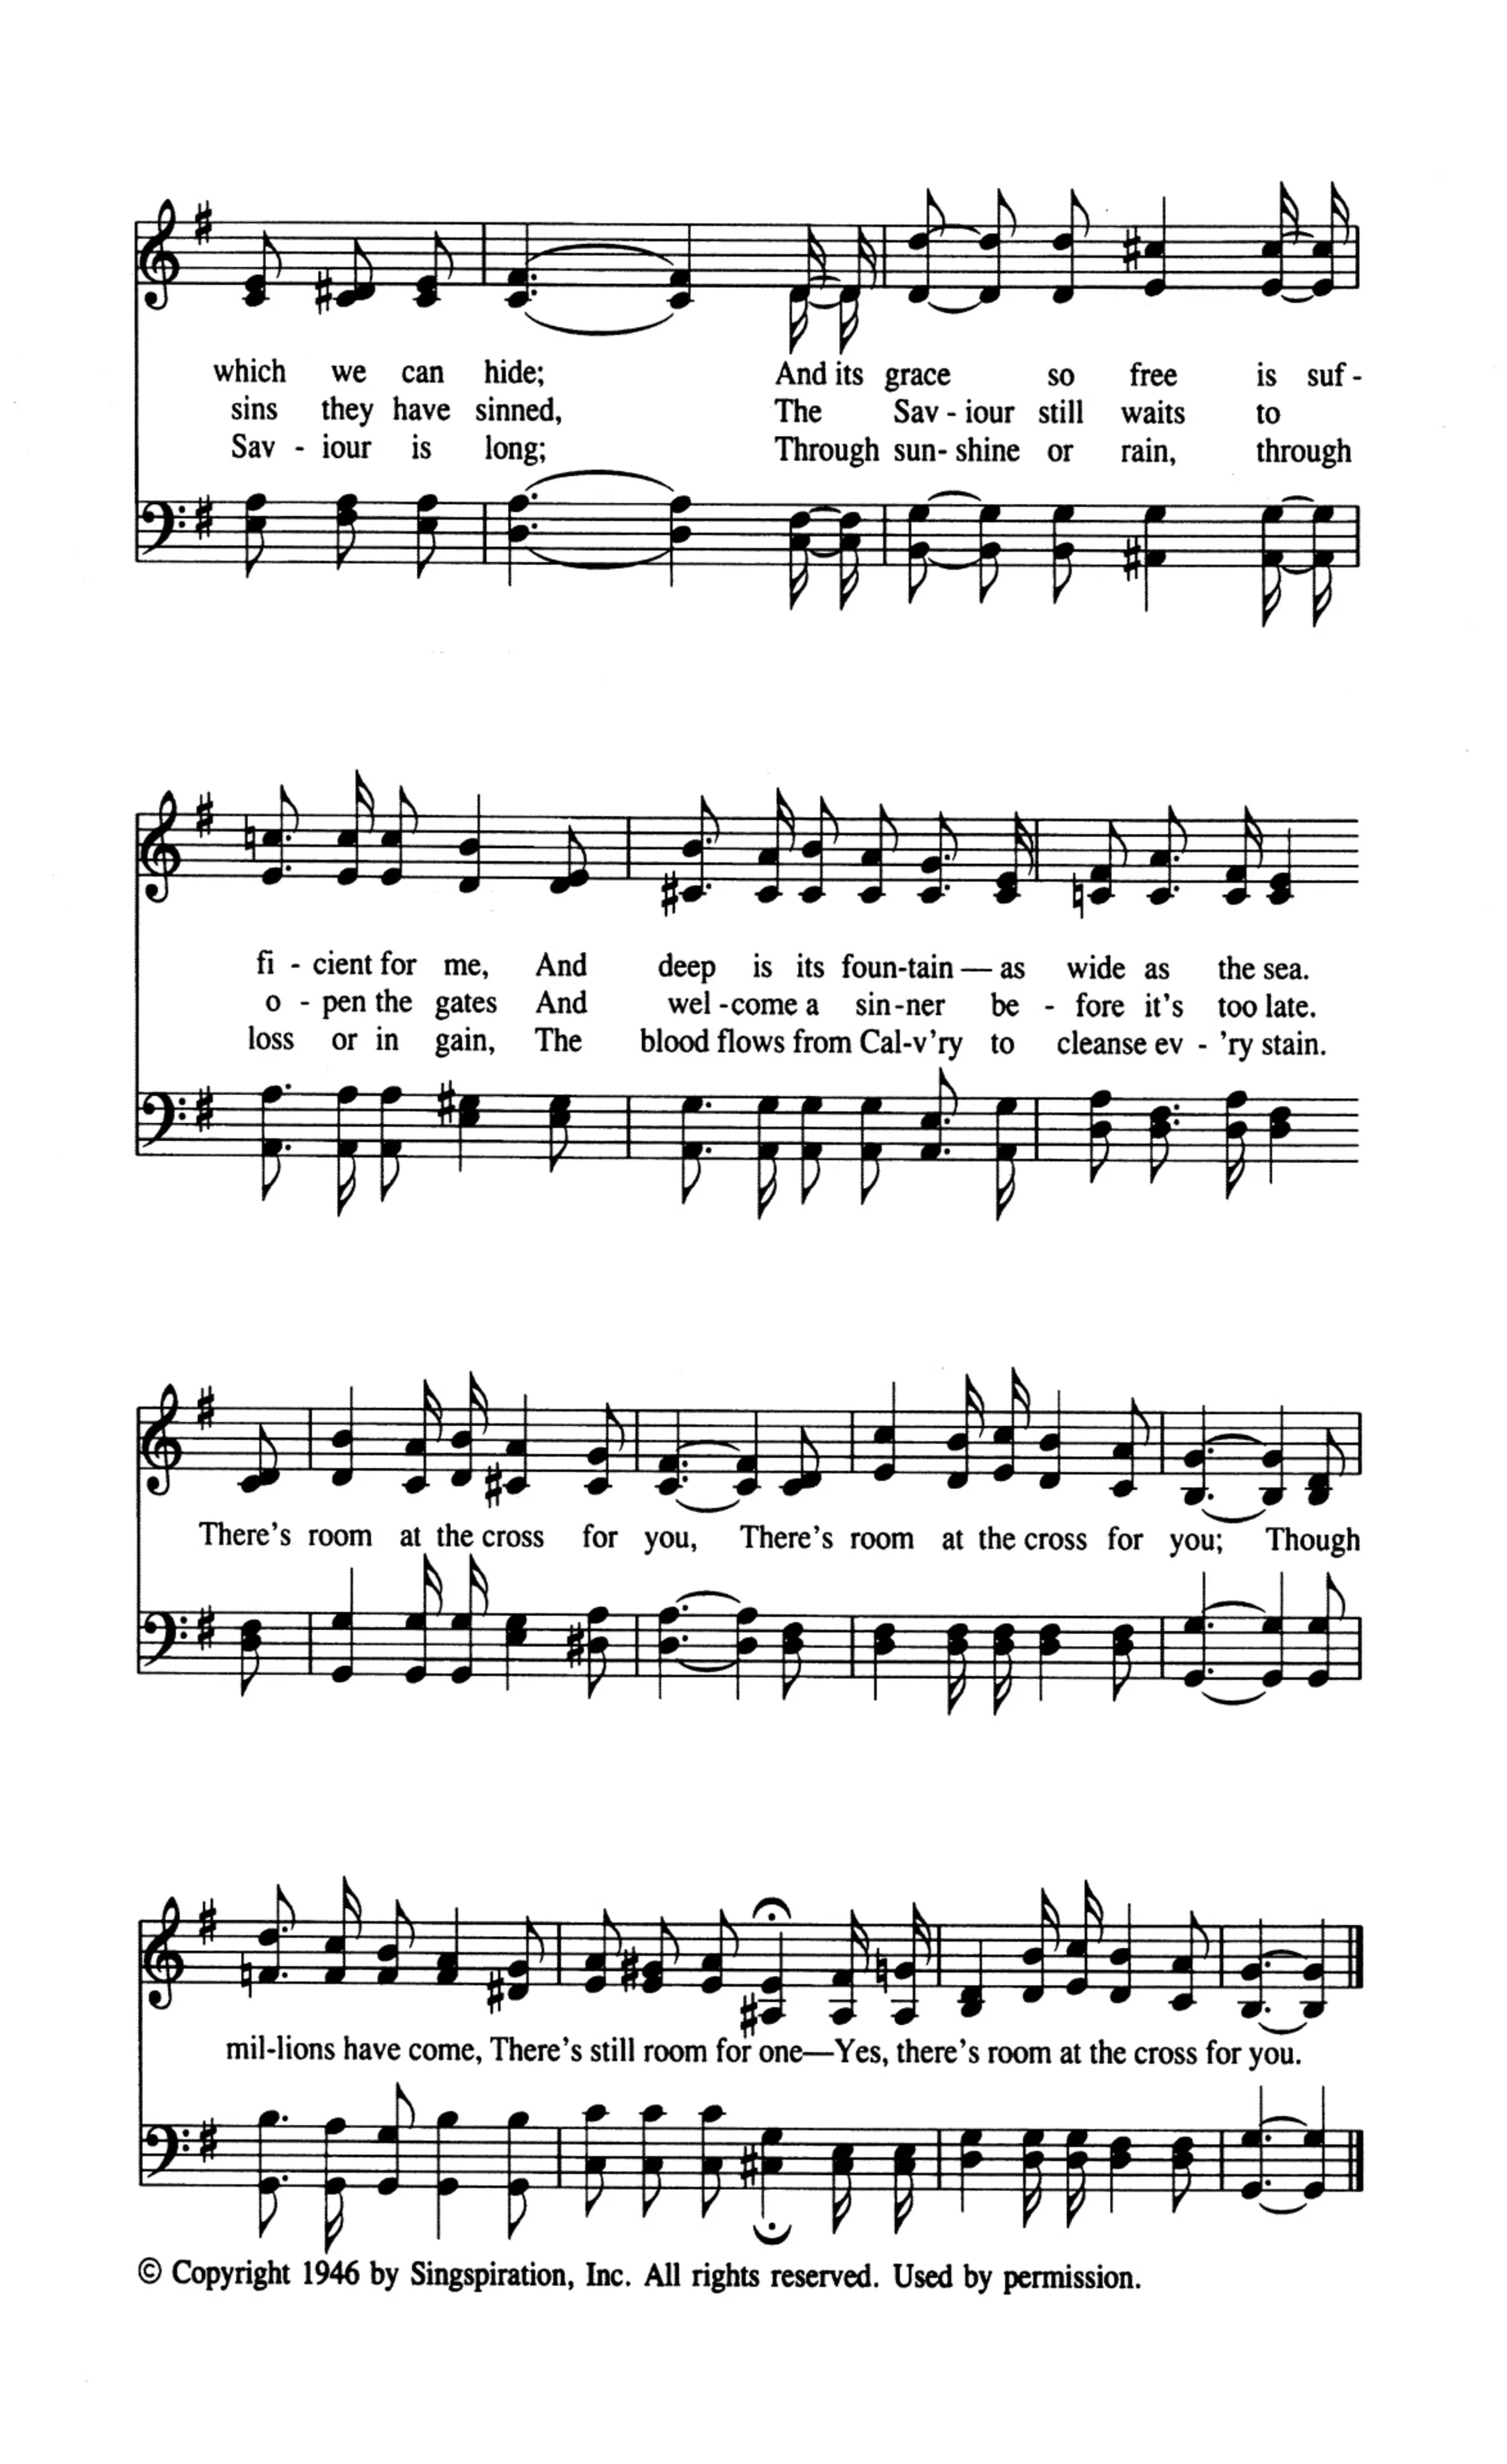 which we can hide; And its grace so free is suf-
sins they have sinned, The Sav - iour still waits to
Sav - iour is long; Through sun- shine or rain, through
fi - cient for me, And deep is its foun-tain — as wide as the sea.
o - pen the gates And wel - come a sin-ner be - fore it's too late.
loss or in gain, The blood flows from Cal-v'ry to cleanse ev - 'ry stain.
There's room at the cross for you, There's room at the cross for you; Though
mil-lions have come, There's still room for one—Yes, there's room at the cross for you.
© Copyright 1946 by Singspiration, Inc. All rights reserved. Used by permission.